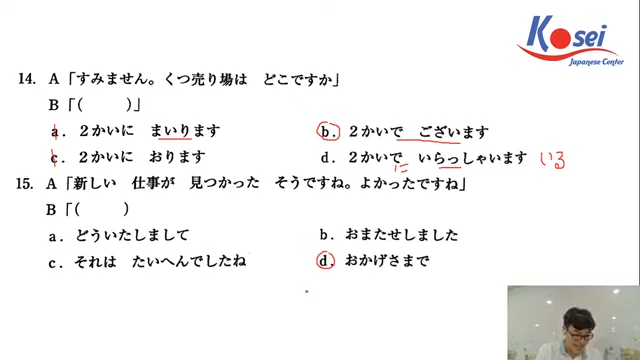 Kosei
Japanese Center
14. A「すみません。くつ売り場は どこですか」
B「( )」
a. 2かいに まいります
b. 2かいで ございます
c. 2かいに おります
d. 2かいで いらっしゃいます いる
に
15. A「新しい 仕事が 見つかった そうですね。よかったですね」
B「( )
a. どういたしまして
b. おまたせしました
c. それは たいへんでしたね
d. おかげさまで